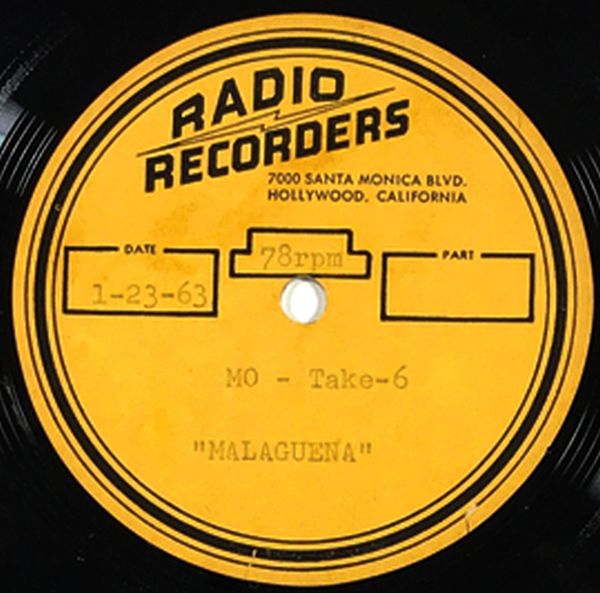 RADIO
RECORDERS
7000 SANTA MONICA BLVD.
HOLLYWOOD, CALIFORNIA
DATE
1-23-63
78rpm
PART
MO - Take-6
"MALAGUENA"